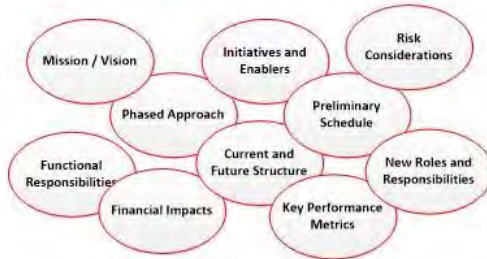 Mission / Vision
Initiatives and
Enablers
Risk
Considerations
Phased Approach
Preliminary
Schedule
Functional
Responsibilities
Current and
Future Structure
New Roles and
Responsibilities
Financial Impacts
Key Performance
Metrics